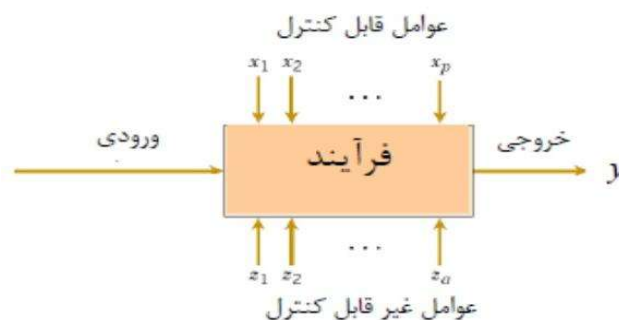 عوامل قابل کنترل
x₁ x₂ ... xₚ
ورودی
فرآیند
خروجی
y
...
z₁ z₂ zₐ
عوامل غیر قابل کنترل